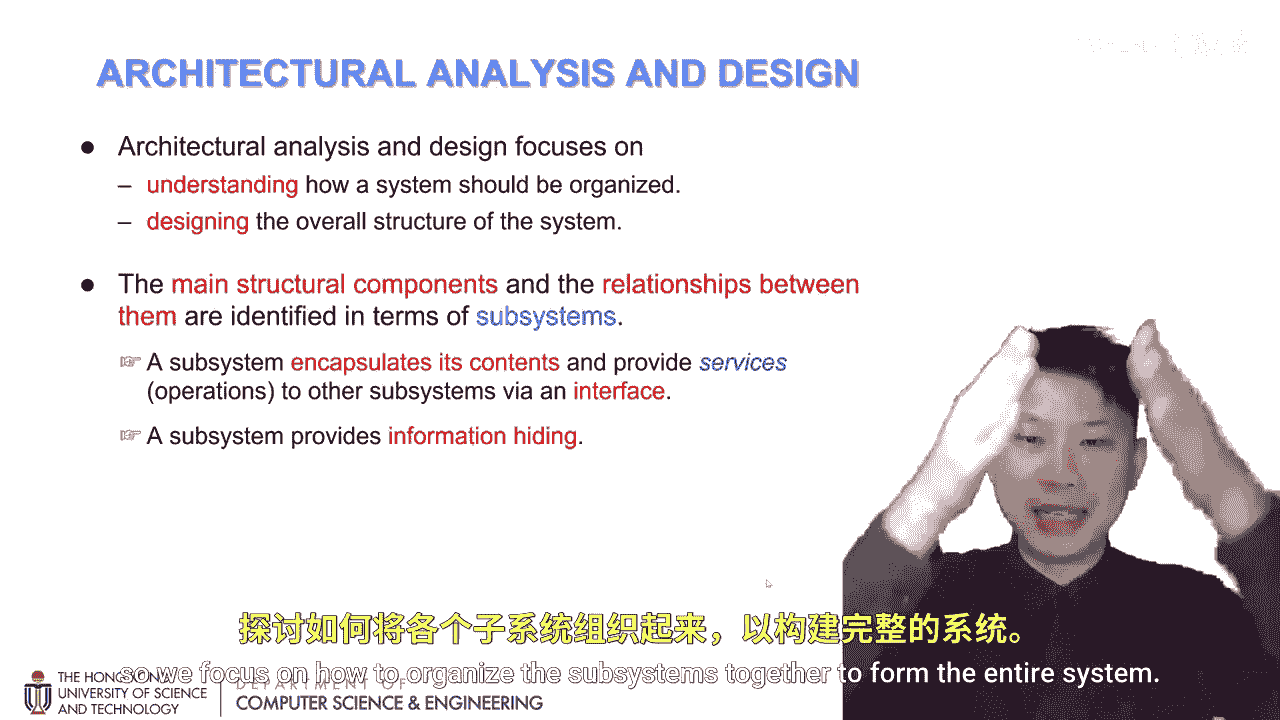 ARCHITECTURAL ANALYSIS AND DESIGN
● Architectural analysis and design focuses on
– understanding how a system should be organized.
– designing the overall structure of the system.
● The main structural components and the relationships between
them are identified in terms of subsystems.
☞ A subsystem encapsulates its contents and provide services
(operations) to other subsystems via an interface.
☞ A subsystem provides information hiding.
探讨如何将各个子系统组织起来，以构建完整的系统。
so we focus on how to organize the subsystems together to form the entire system.
THE HONG KONG
UNIVERSITY OF SCIENCE
AND TECHNOLOGY
DEPARTMENT OF
COMPUTER SCIENCE & ENGINEERING